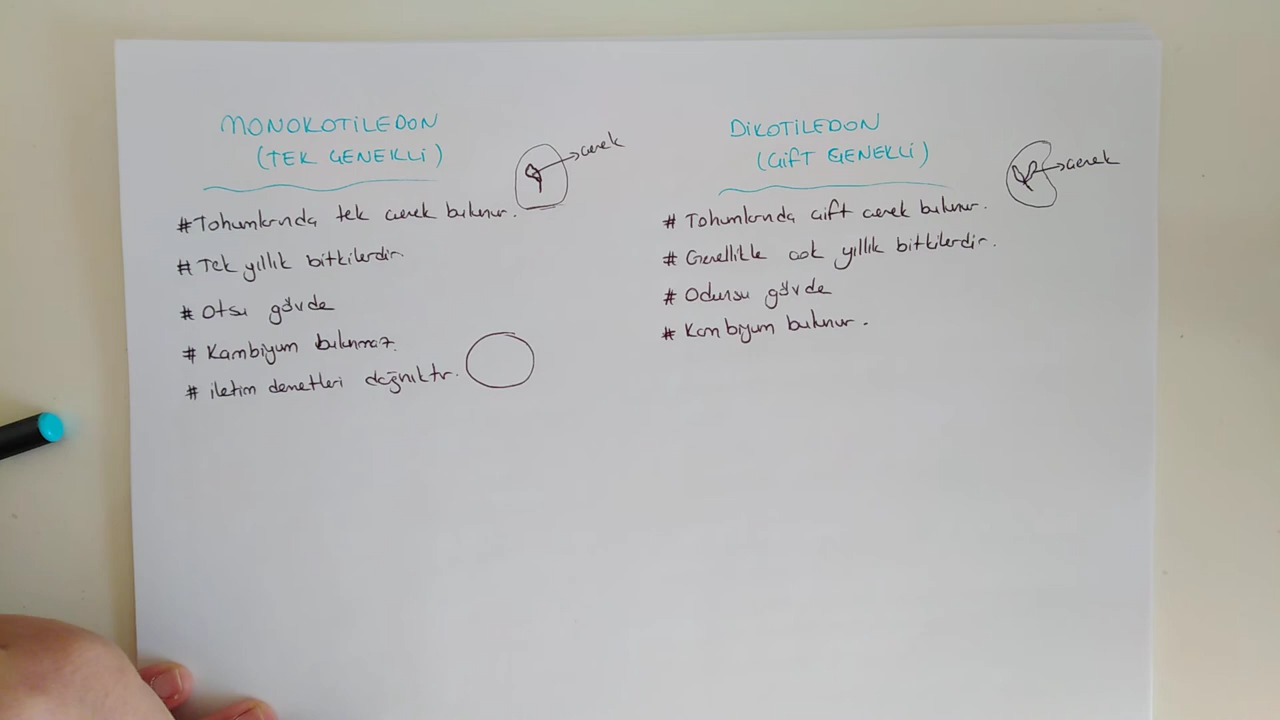 MONOKOTİLEDON
(TEK ÇENEKLİ)
çenek
# Tohumlarında tek çenek bulunur.
# Tek yıllık bitkilerdir.
# Otsu gövde
# Kambiyum bulunmaz.
# iletim demetleri dağınıktır.
DİKOTİLEDON
(ÇİFT ÇENEKLİ)
çenek
# Tohumlarında çift çenek bulunur.
# Genellikle çok yıllık bitkilerdir.
# Odunsu gövde
# Kambiyum bulunur.